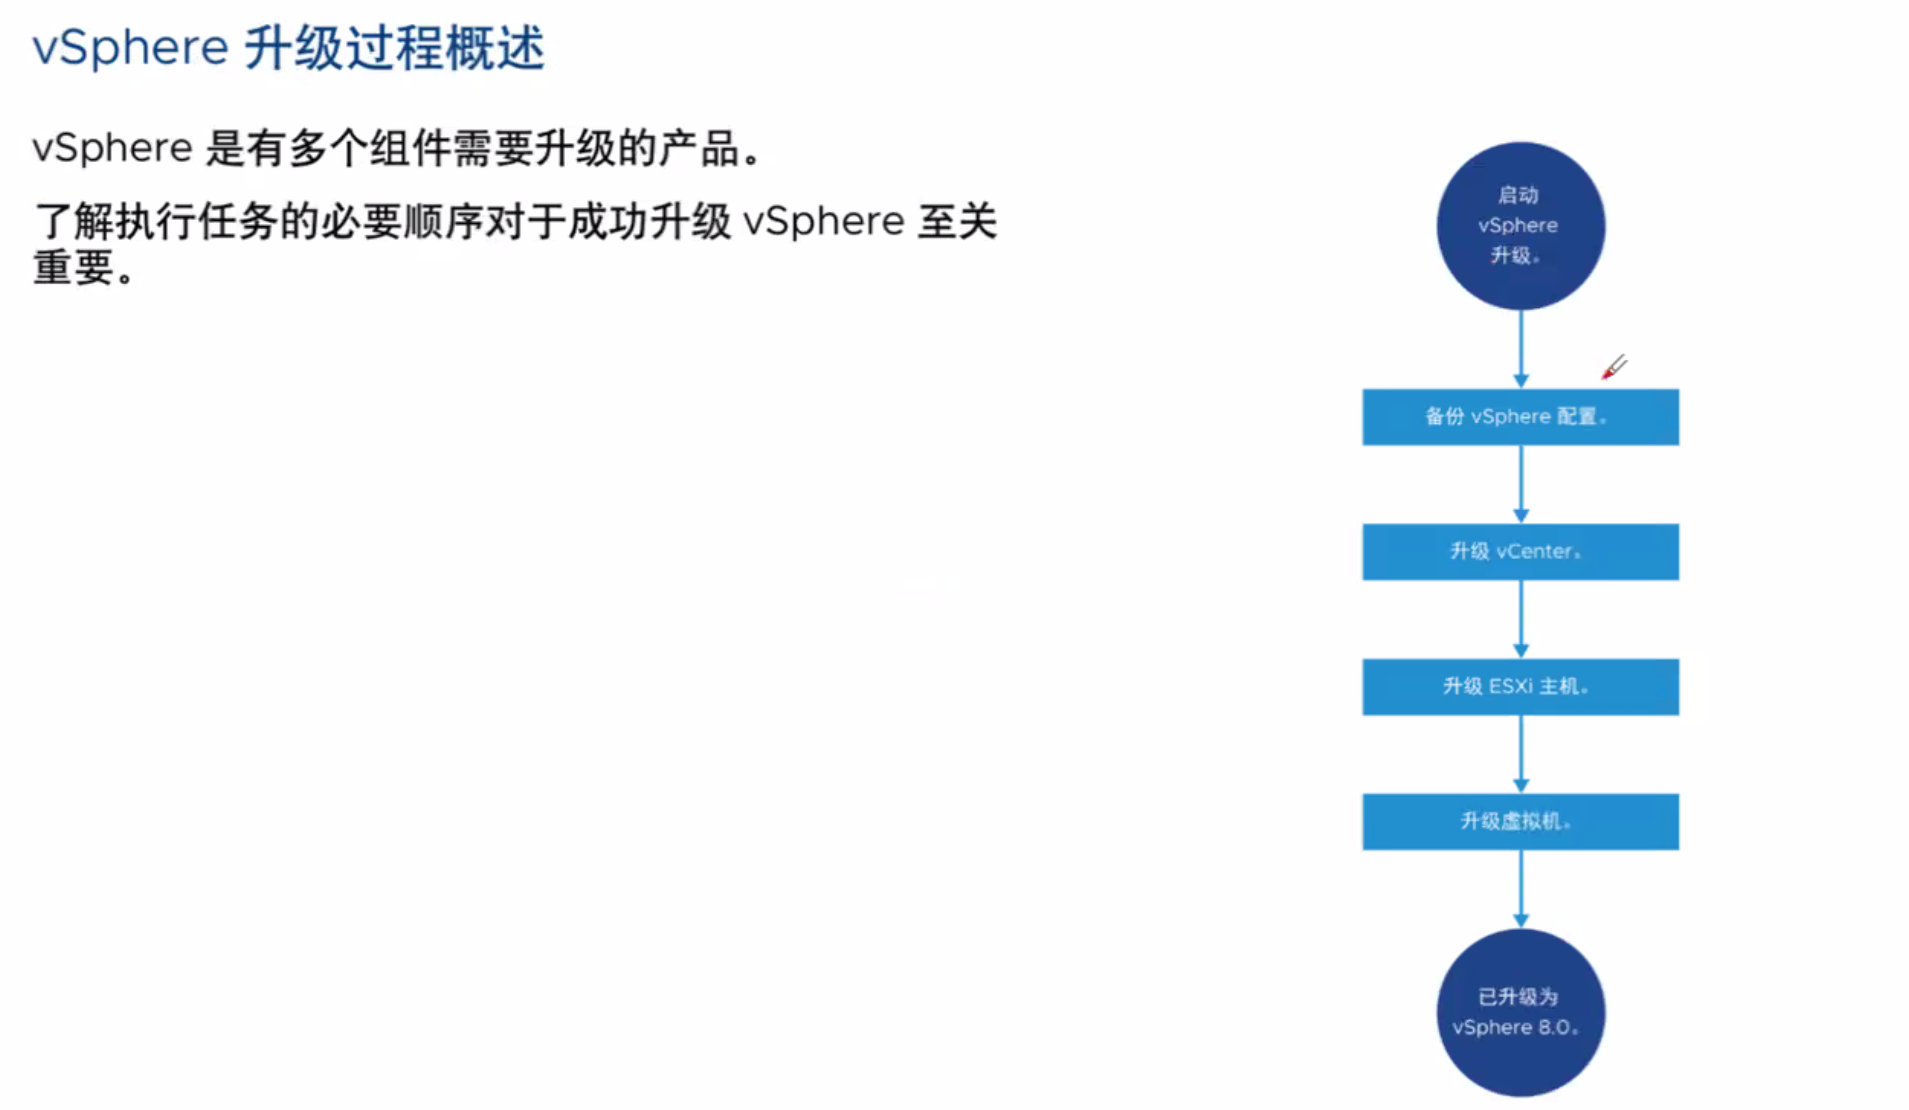 vSphere 升级过程概述
vSphere 是有多个组件需要升级的产品。
了解执行任务的必要顺序对于成功升级 vSphere 至关
重要。
启动
vSphere
升级。
备份 vSphere 配置。
升级 vCenter。
升级 ESXi 主机。
升级虚拟机。
已升级为
vSphere 8.0。